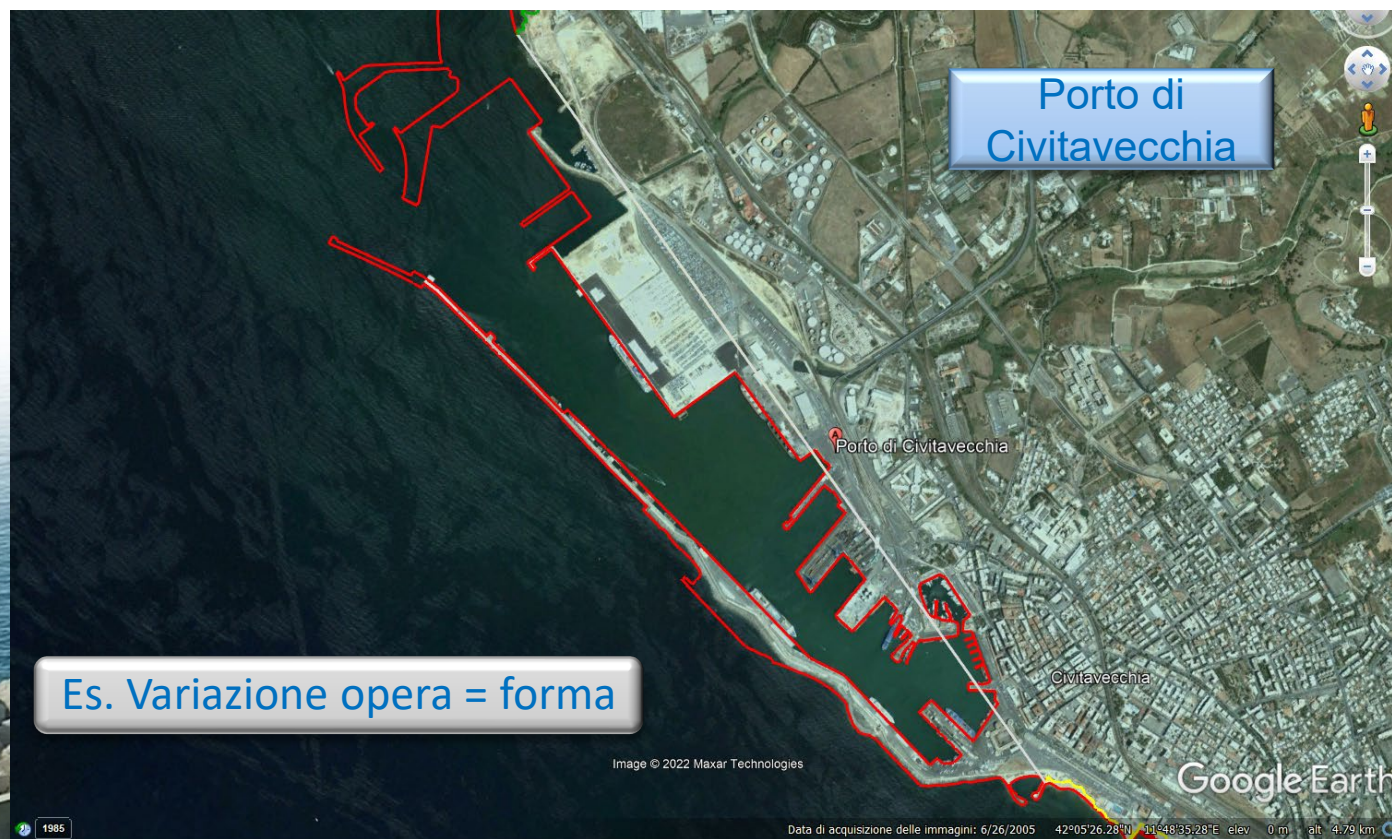 Porto di
Civitavecchia
A
Porto di Civitavecchia
Civitavecchia
Es. Variazione opera = forma
Image © 2022 Maxar Technologies
Google Earth
1985
Data di acquisizione delle immagini: 6/26/2005 42°05'26.28"N 11°48'35.28"E elev 0 m alt 4.79 km